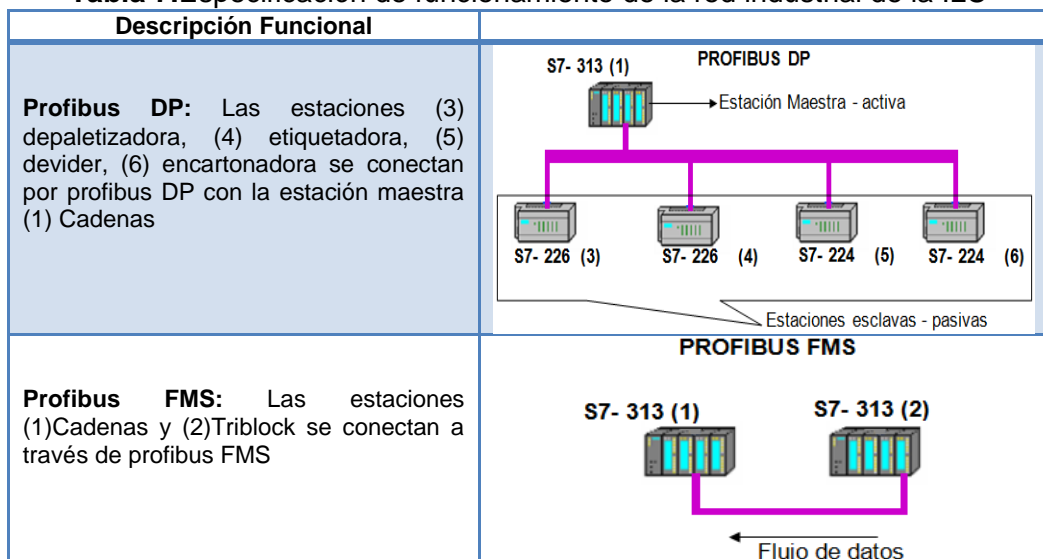 Descripción Funcional
Profibus DP: Las estaciones (3)
depaletizadora, (4) etiquetadora, (5)
devider, (6) encartonadora se conectan
por profibus DP con la estación maestra
(1) Cadenas
S7- 313 (1)
PROFIBUS DP
Estación Maestra - activa
S7- 226 (3)
S7- 226 (4)
S7- 224 (5)
S7- 224 (6)
Estaciones esclavas - pasivas
Profibus FMS: Las estaciones
(1)Cadenas y (2)Triblock se conectan a
través de profibus FMS
PROFIBUS FMS
S7- 313 (1)
S7- 313 (2)
Flujo de datos